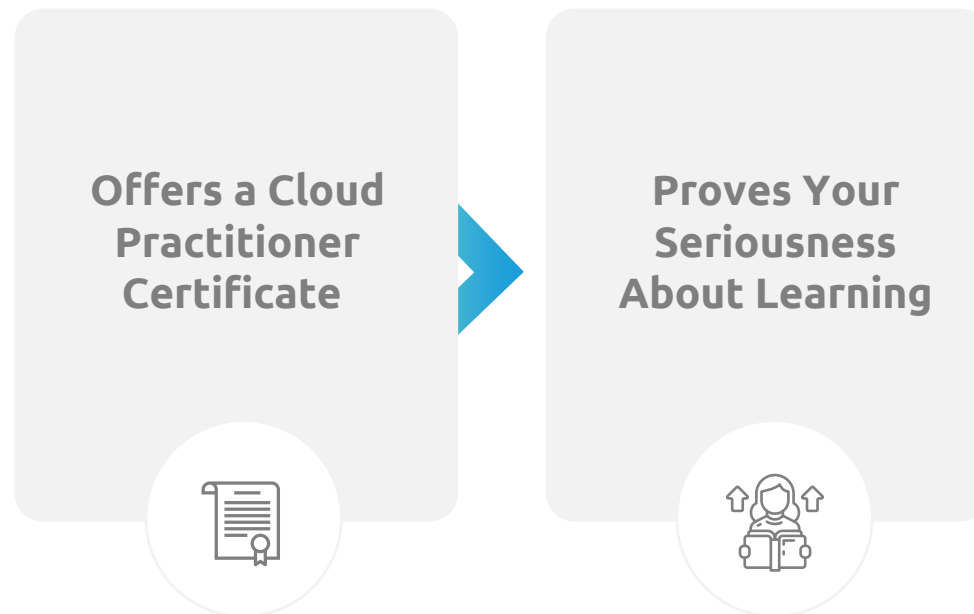 Offers a Cloud
Practitioner
Certificate
Proves Your
Seriousness
About Learning